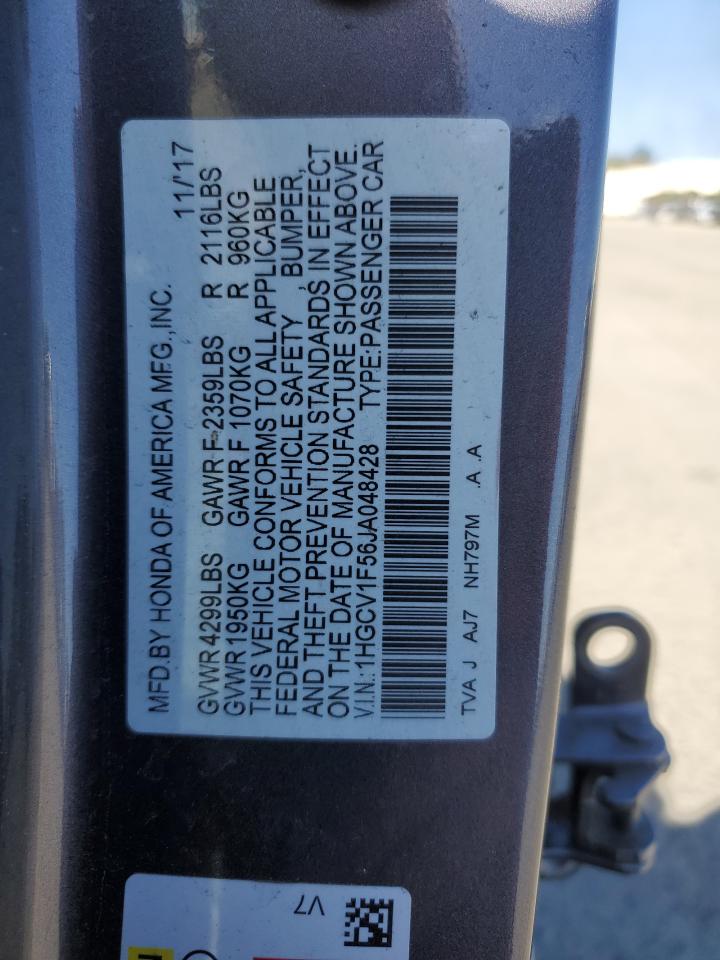 MFD.BY HONDA OF AMERICA MFG.,INC. 11/'17
GVWR 4299LBS GAWR F 2359LBS R 2116LBS
GVWR 1950KG GAWR F 1070KG R 960KG
THIS VEHICLE CONFORMS TO ALL APPLICABLE
FEDERAL MOTOR VEHICLE SAFETY , BUMPER,
AND THEFT PREVENTION STANDARDS IN EFFECT
ON THE DATE OF MANUFACTURE SHOWN ABOVE.
V.I.N.:1HGCV1F56JA048428 TYPE:PASSENGER CAR
TVA J AJ7 NH797M .A .A
V7